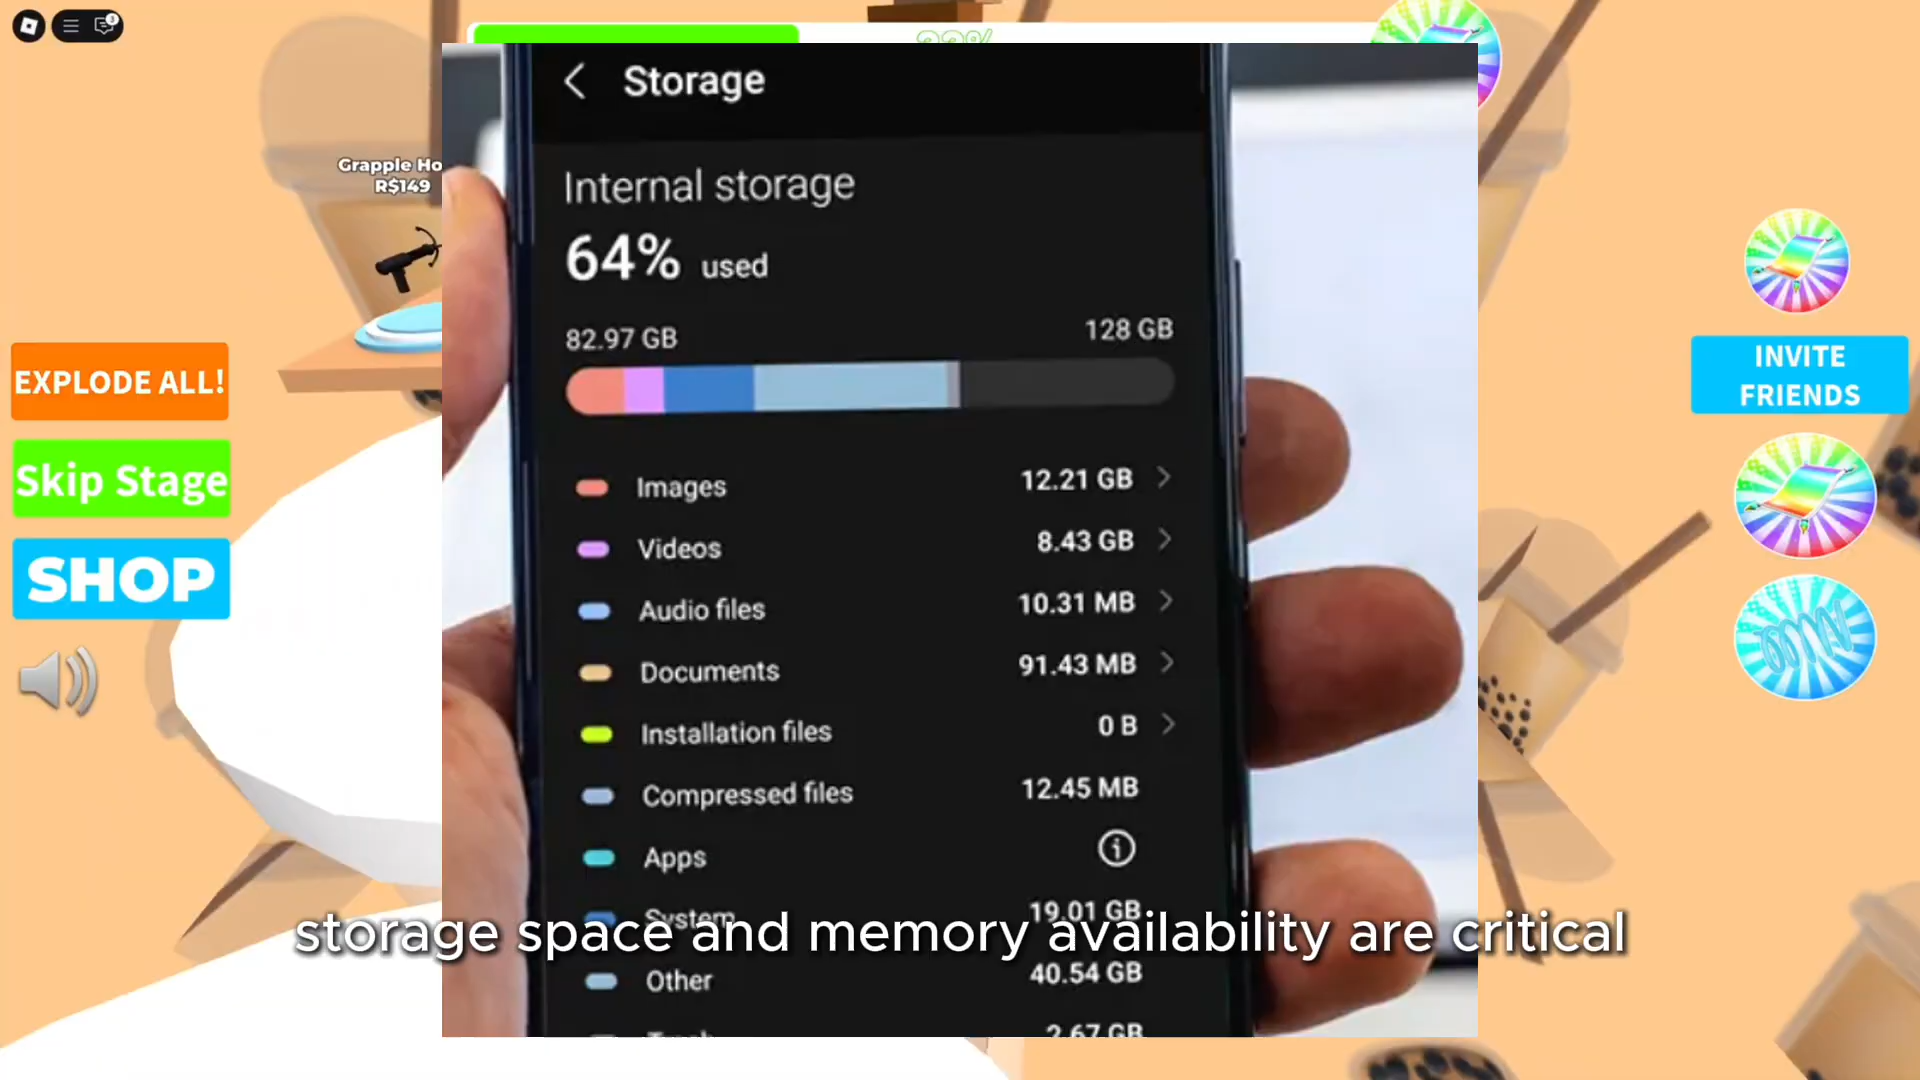 3
33%
Storage
Internal storage
64% used
82.97 GB 128 GB
Grapple Ho
R$149
Images 12.21 GB
Videos 8.43 GB
Audio files 10.31 MB
Documents 91.43 MB
Installation files 0 B
Compressed files 12.45 MB
Apps
System 19.01 GB
Other 40.54 GB
Trash 2.67 GB
EXPLODE ALL!
Skip Stage
SHOP
INVITE
FRIENDS
storage space and memory availability are critical